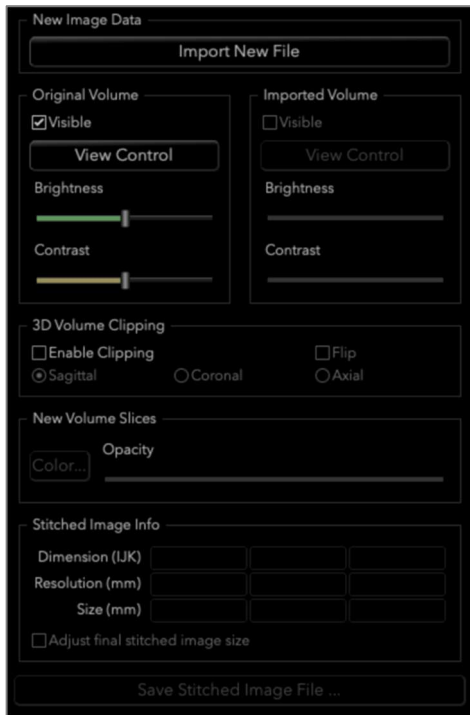 New Image Data
Import New File
Original Volume
Visible
View Control
Brightness
Contrast
Imported Volume
Visible
View Control
Brightness
Contrast
3D Volume Clipping
Enable Clipping
Flip
Sagittal
Coronal
Axial
New Volume Slices
Color...
Opacity
Stitched Image Info
Dimension (IJK)
Resolution (mm)
Size (mm)
Adjust final stitched image size
Save Stitched Image File ...